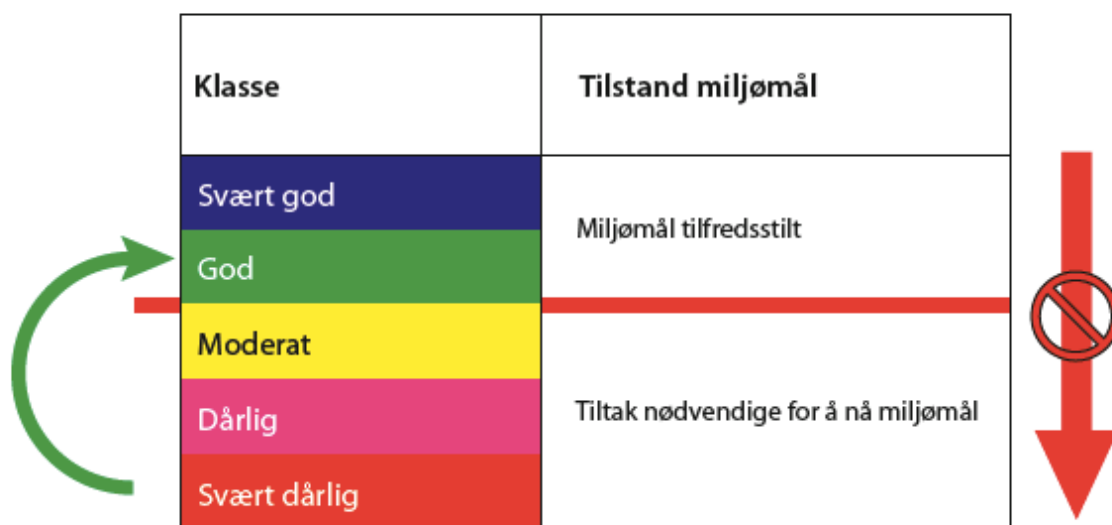 Klasse
Tilstand miljømål
Svært god
Miljømål tilfredsstilt
God
Moderat
Dårlig
Tiltak nødvendige for å nå miljømål
Svært dårlig